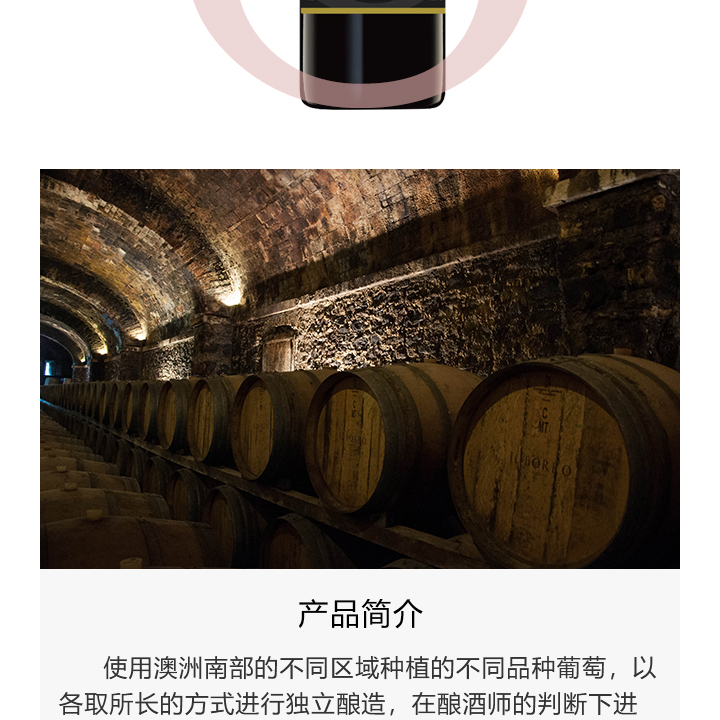 C
MT
产品简介
使用澳洲南部的不同区域种植的不同品种葡萄，以
各取所长的方式进行独立酿造，在酿酒师的判断下进